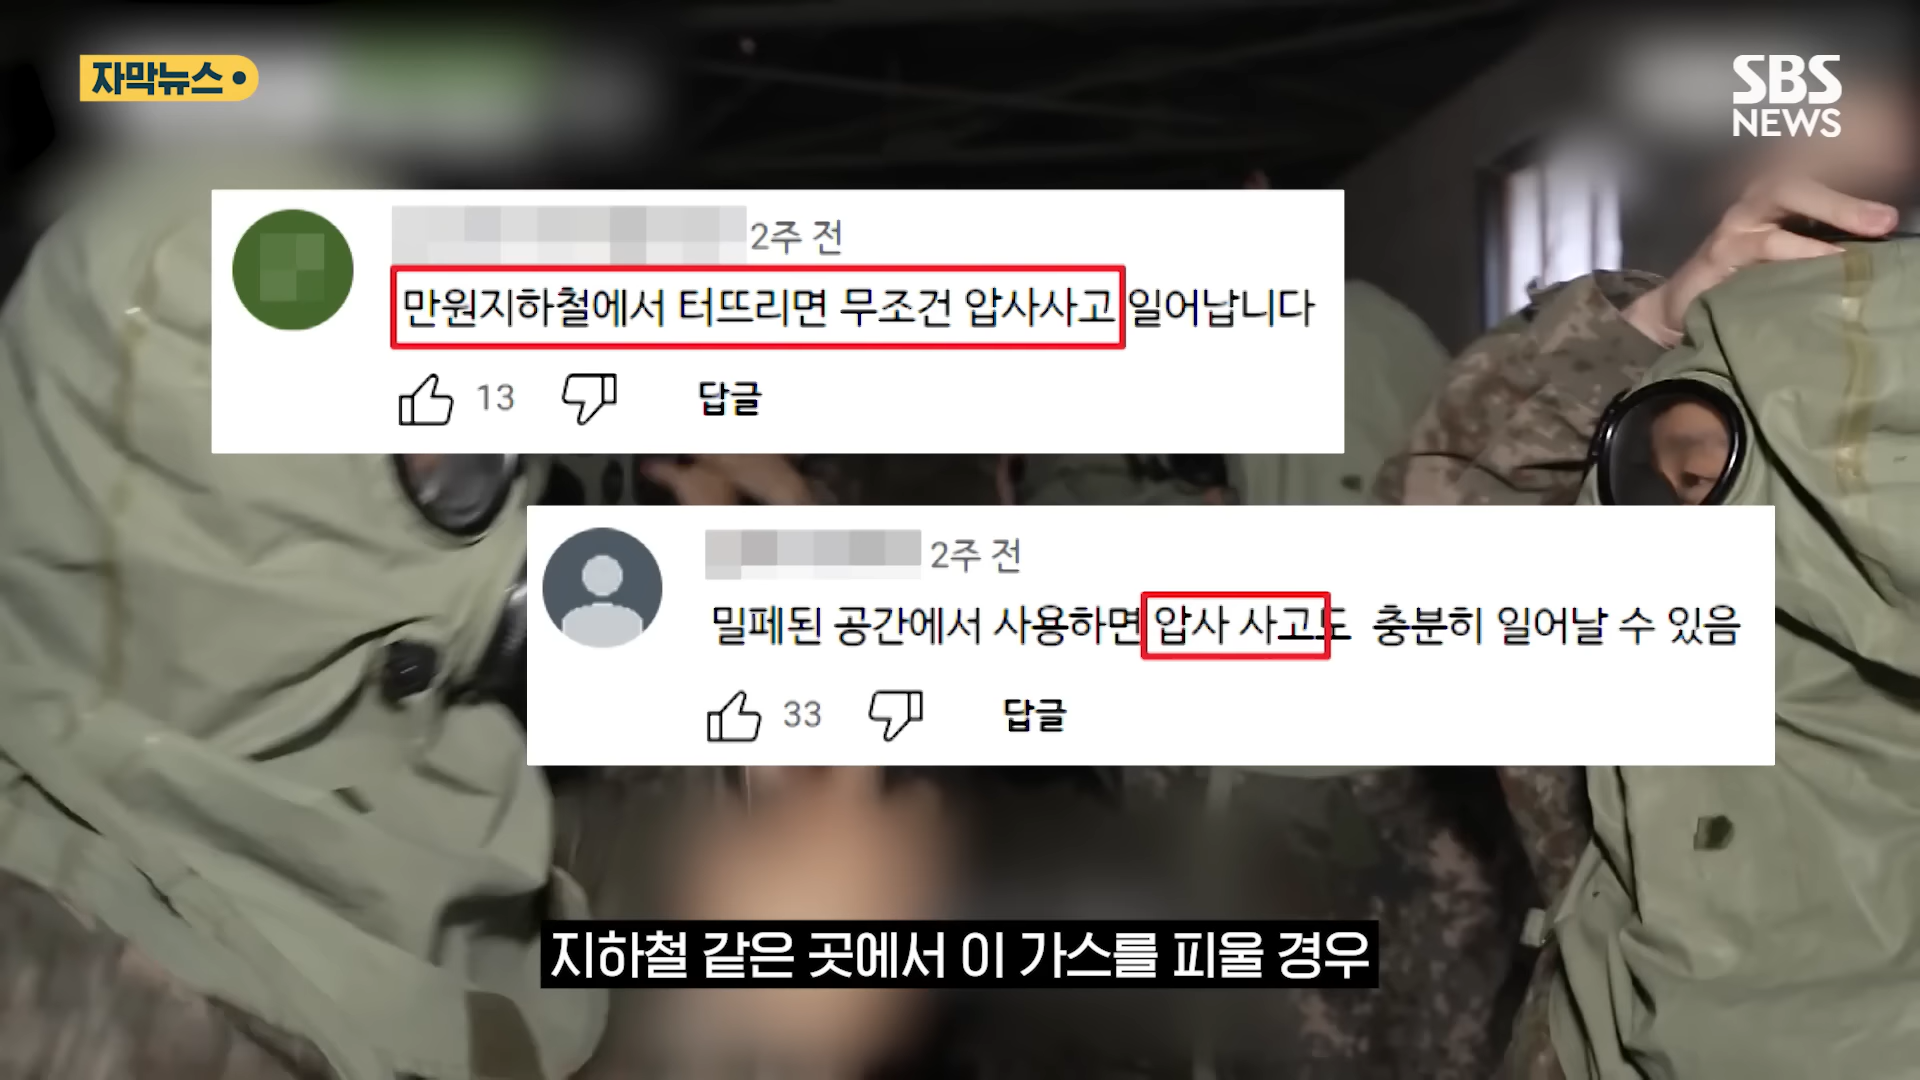 자막뉴스
SBS
NEWS
2주 전
만원지하철에서 터뜨리면 무조건 압사사고 일어납니다
13 답글
2주 전
밀페된 공간에서 사용하면 압사 사고도 충분히 일어날 수 있음
33 답글
지하철 같은 곳에서 이 가스를 피울 경우